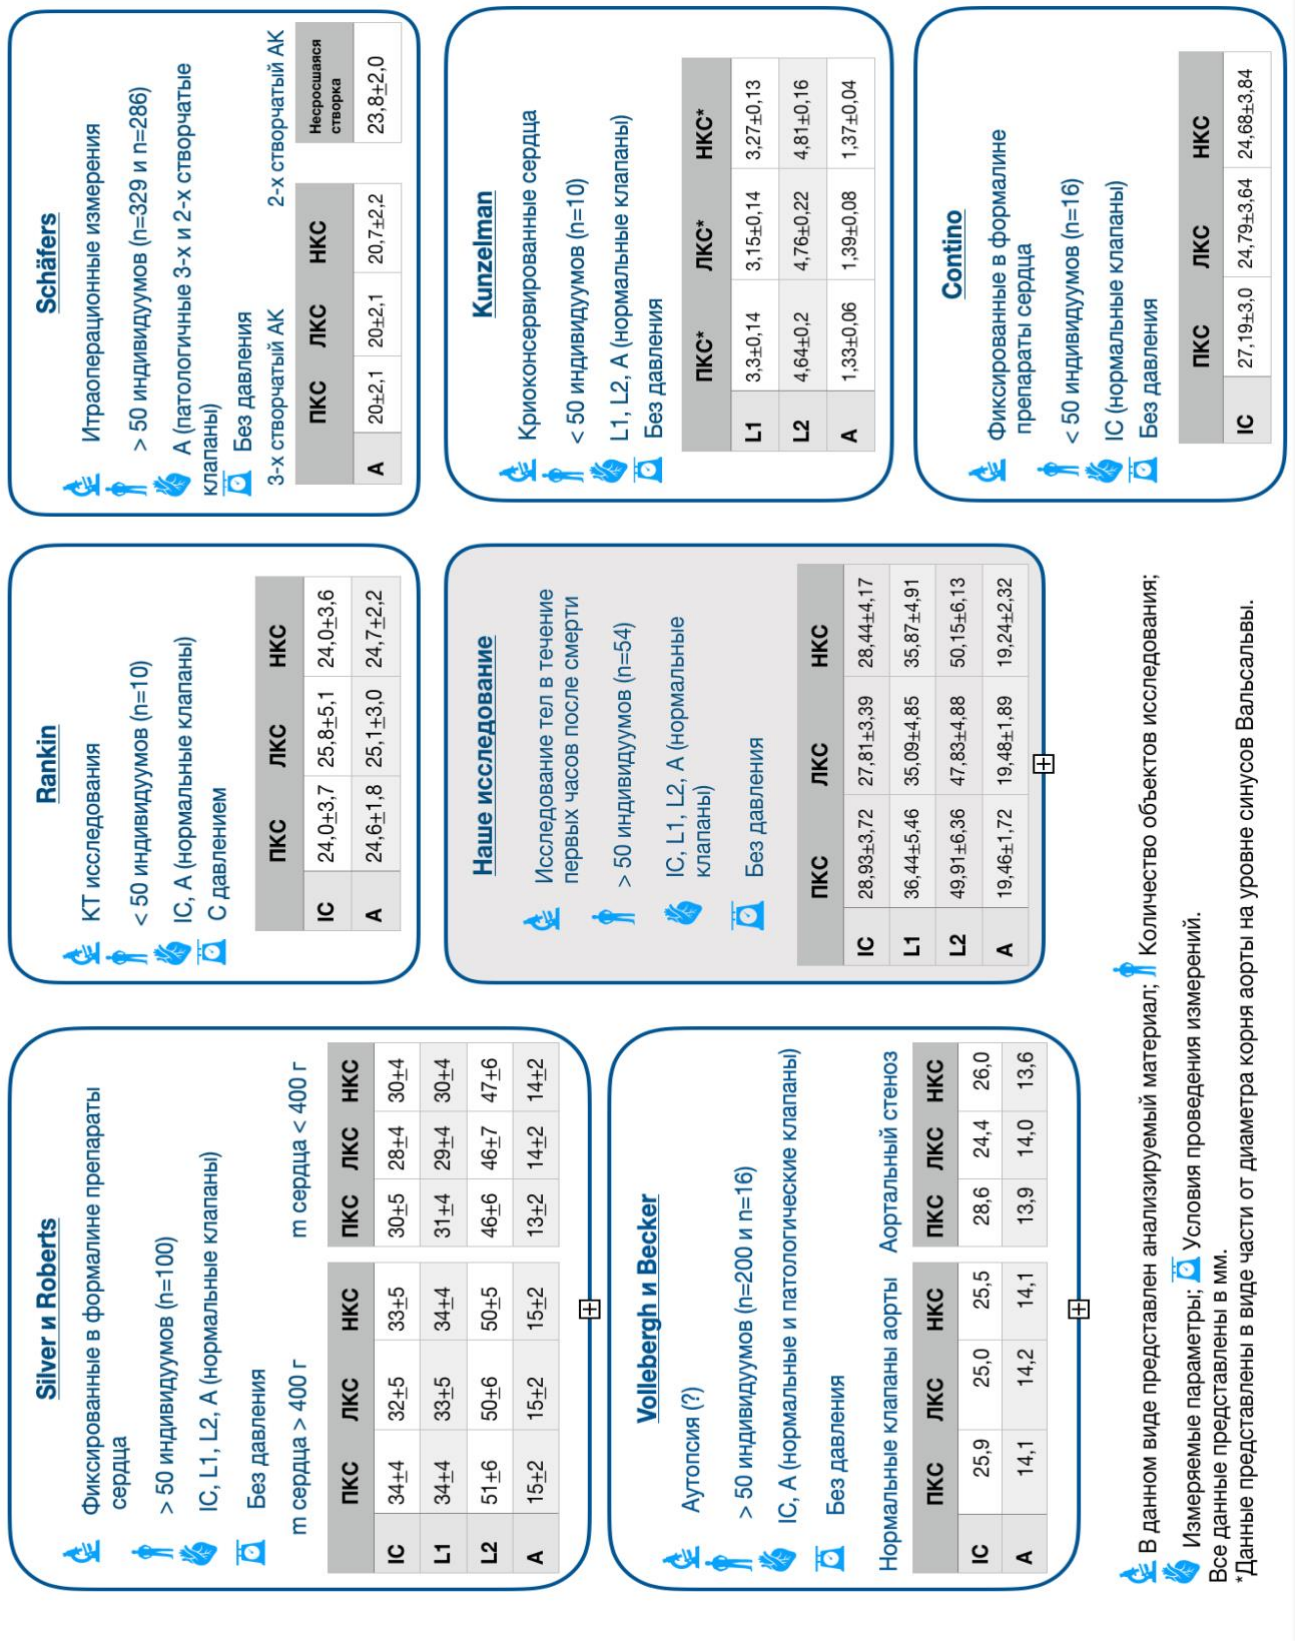 Silver и Roberts
Фиксированные в формалине препараты
сердца
> 50 индивидуумов (n=100)
IC, L1, L2, A (нормальные клапаны)
Без давления
m сердца > 400 г m сердца < 400 г
ПКС ЛКС НКС ПКС ЛКС НКС
IC 34±4 32±5 33±5 30±5 28±4 30±4
L1 34±4 33±5 34±4 31±4 29±4 30±4
L2 51±6 50±6 50±5 46±6 46±7 47±6
A 15±2 15±2 15±2 13±2 14±2 14±2
Rankin
КТ исследования
< 50 индивидуумов (n=10)
IC, A (нормальные клапаны)
С давлением
ПКС ЛКС НКС
IC 24,0±3,7 25,8±5,1 24,0±3,6
A 24,6±1,8 25,1±3,0 24,7±2,2
Schäfers
Итраоперационные измерения
> 50 индивидуумов (n=329 и n=286)
А (патологичные 3-х и 2-х створчатые
клапаны)
Без давления
3-х створчатый АК 2-х створчатый АК
ПКС ЛКС НКС Несросшаяся
створка
A 20±2,1 20±2,1 20,7±2,2 23,8±2,0
Vollebergh и Becker
Аутопсия (?)
> 50 индивидуумов (n=200 и n=16)
IC, A (нормальные и патологические клапаны)
Без давления
Нормальные клапаны аорты Аортальный стеноз
ПКС ЛКС НКС ПКС ЛКС НКС
IC 25,9 25,0 25,5 28,6 24,4 26,0
A 14,1 14,2 14,1 13,9 14,0 13,6
Наше исследование
Исследование тел в течение
первых часов после смерти
> 50 индивидуумов (n=54)
IC, L1, L2, A (нормальные
клапаны)
Без давления
ПКС ЛКС НКС
IC 28,93±3,72 27,81±3,39 28,44±4,17
L1 36,44±5,46 35,09±4,85 35,87±4,91
L2 49,91±6,36 47,83±4,88 50,15±6,13
A 19,46±1,72 19,48±1,89 19,24±2,32
Kunzelman
Криоконсервированные сердца
< 50 индивидуумов (n=10)
L1, L2, A (нормальные клапаны)
Без давления
ПКС* ЛКС* НКС*
L1 3,3±0,14 3,15±0,14 3,27±0,13
L2 4,64±0,2 4,76±0,22 4,81±0,16
A 1,33±0,06 1,39±0,08 1,37±0,04
Contino
Фиксированные в формалине
препараты сердца
< 50 индивидуумов (n=16)
IC (нормальные клапаны)
Без давления
ПКС ЛКС НКС
IC 27,19±3,0 24,79±3,64 24,68±3,84
В данном виде представлен анализируемый материал; Количество объектов исследования;
Измеряемые параметры; Условия проведения измерений.
Все данные представлены в мм.
*Данные представлены в виде части от диаметра корня аорты на уровне синусов Вальсальвы.